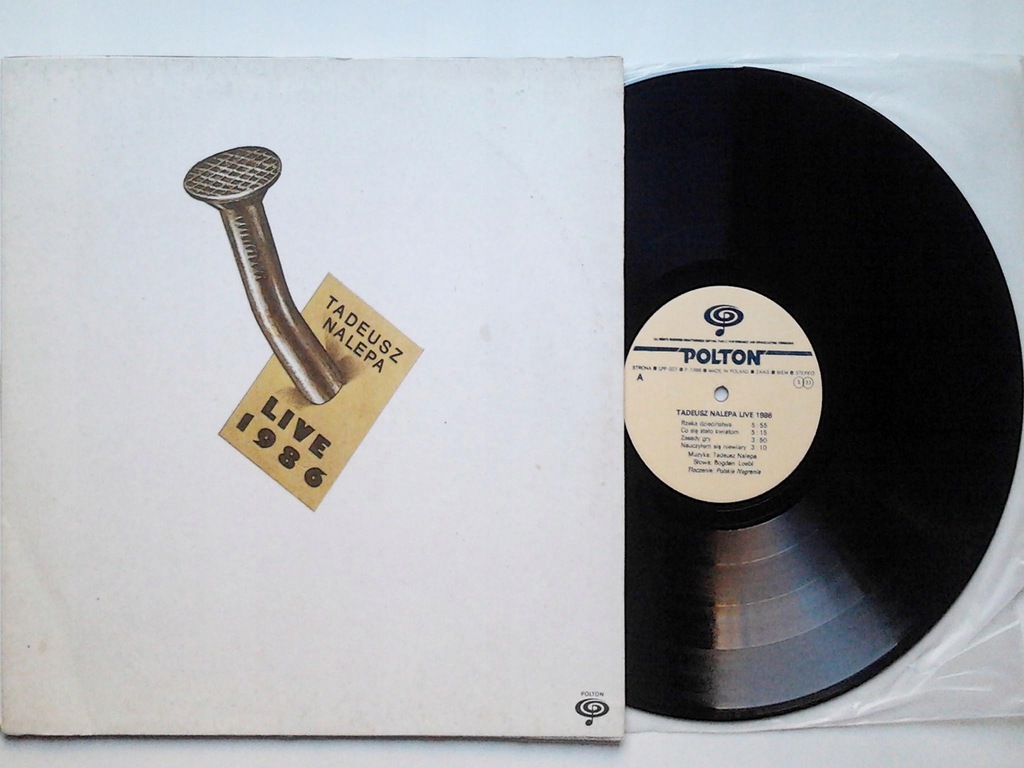 TADEUSZ
NALEPA
LIVE
1986
POLTON
POLTON
STRONA
A
MADE IN POLAND
STEREO
33
TADEUSZ NALEPA LIVE 1986
Rzeka dzieciństwa 5:55
Co się stało kwiatom 5:15
Zasady gry 3:50
Nauczyłem się niewiary 3:10
Muzyka: Tadeusz Nalepa
Słowa: Bogdan Loebl
Tłoczenie: Polskie Nagrania